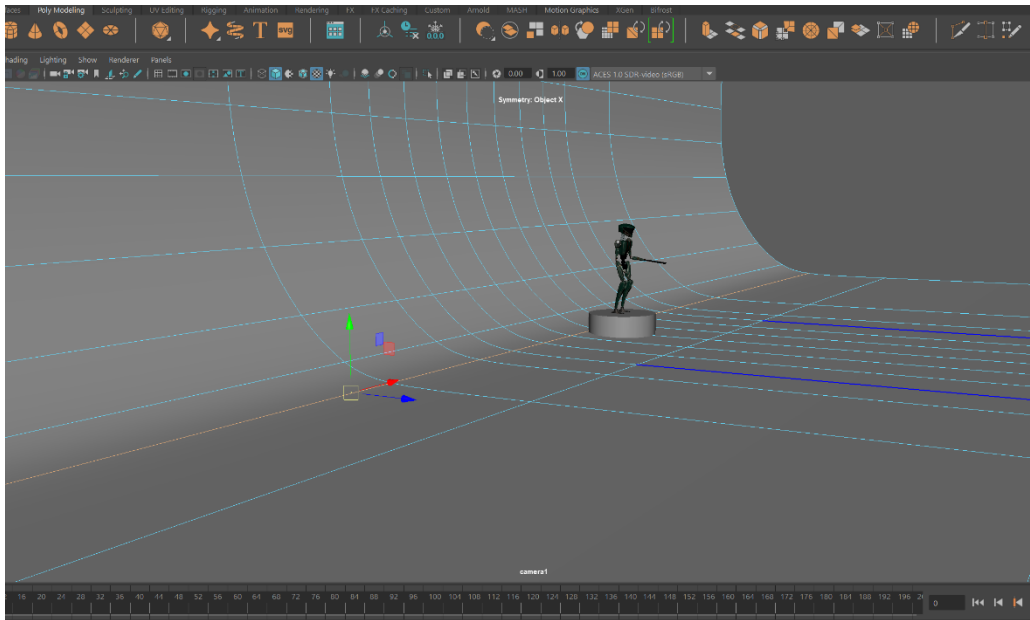 Poly Modeling Sculpting UV Editing Rigging Animation Rendering FX FX Caching Custom Arnold MASH Motion Graphics XGen Bifrost
T SVG 0,0,0
Lighting Show Renderer Panels
0.00 1.00 ACES 1.0 SDR-video (sRGB)
Symmetry: Object X
camera1
16 20 24 28 32 36 40 44 48 52 56 60 64 68 72 76 80 84 88 92 96 100 104 108 112 116 120 124 128 132 136 140 144 148 152 156 160 164 168 172 176 180 184 188 192 196 0